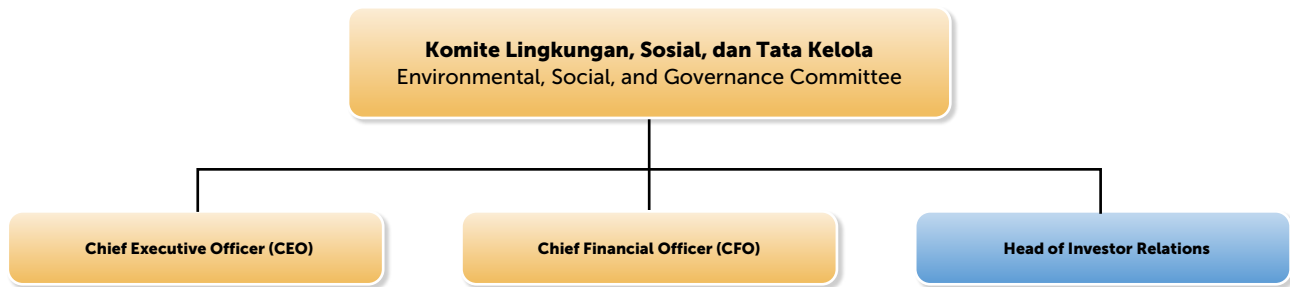 Komite Lingkungan, Sosial, dan Tata Kelola
Environmental, Social, and Governance Committee
Chief Executive Officer (CEO)
Chief Financial Officer (CFO)
Head of Investor Relations